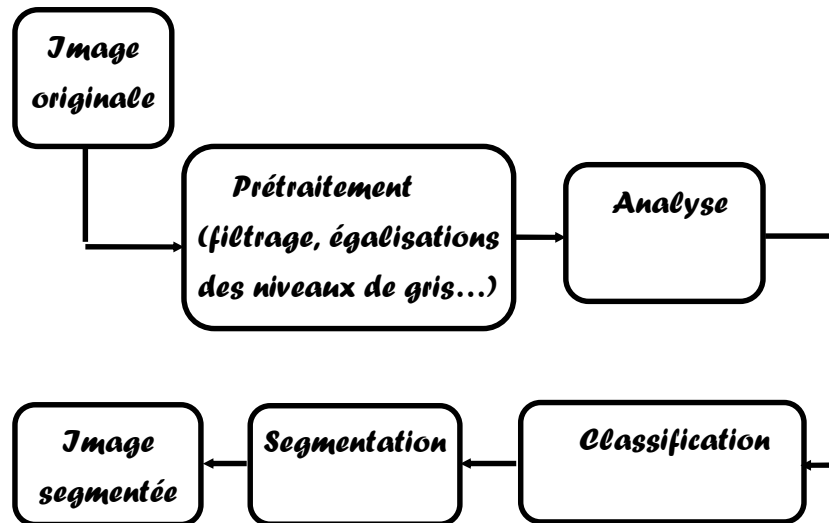 Image
originale
Prétraitement
(filtrage, égalisations
des niveaux de gris...)
Analyse
Classification
Segmentation
Image
segmentée